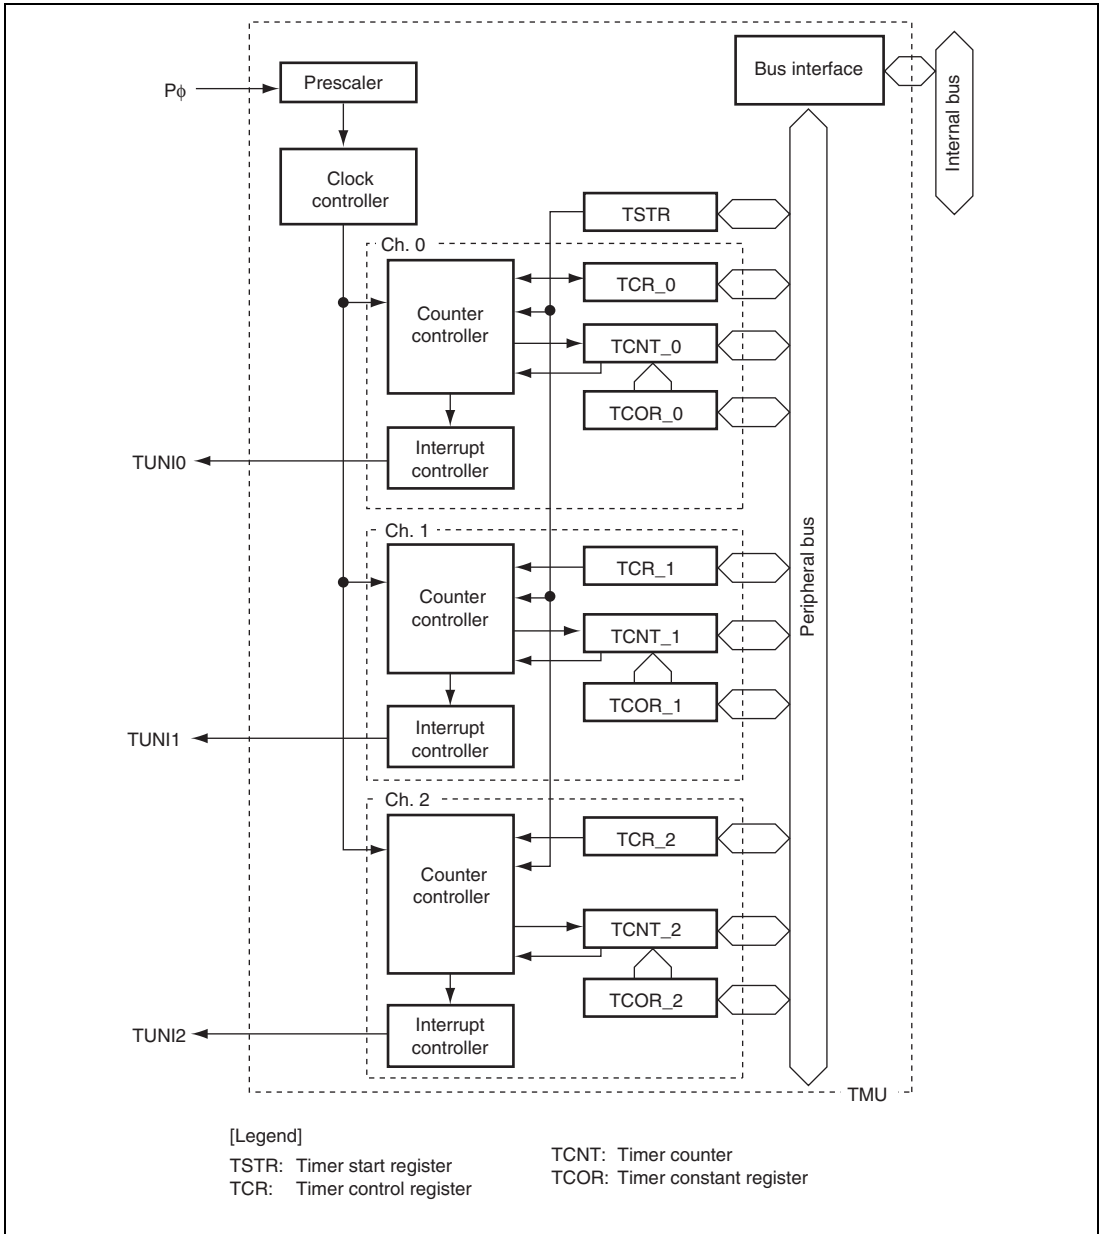 Pϕ
Prescaler
Bus interface
Internal bus
Clock
controller
TSTR
Ch. 0
Counter
controller
TCR_0
TCNT_0
TCOR_0
Interrupt
controller
TUNI0
Peripheral bus
Ch. 1
Counter
controller
TCR_1
TCNT_1
TCOR_1
Interrupt
controller
TUNI1
Ch. 2
Counter
controller
TCR_2
TCNT_2
TCOR_2
Interrupt
controller
TUNI2
TMU
[Legend]
TSTR: Timer start register
TCR: Timer control register
TCNT: Timer counter
TCOR: Timer constant register